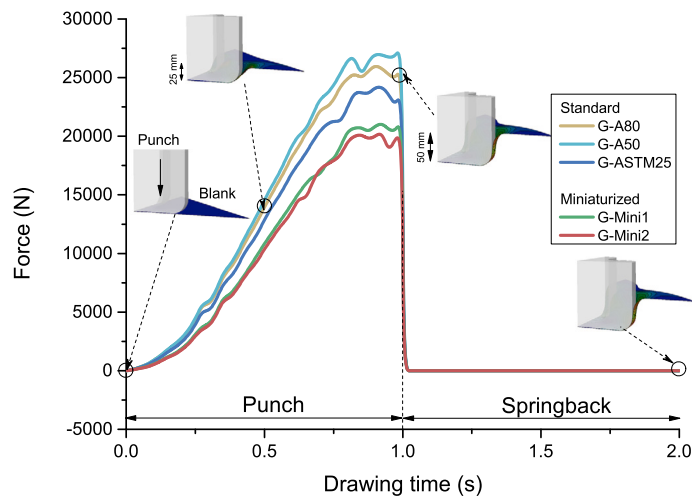 30000
25000
20000
15000
10000
5000
0
-5000
Force (N)
25 mm
Punch
Blank
50 mm
Standard
G-A80
G-A50
G-ASTM25
Miniaturized
G-Mini1
G-Mini2
Punch
Springback
0.0
0.5
1.0
1.5
2.0
Drawing time (s)